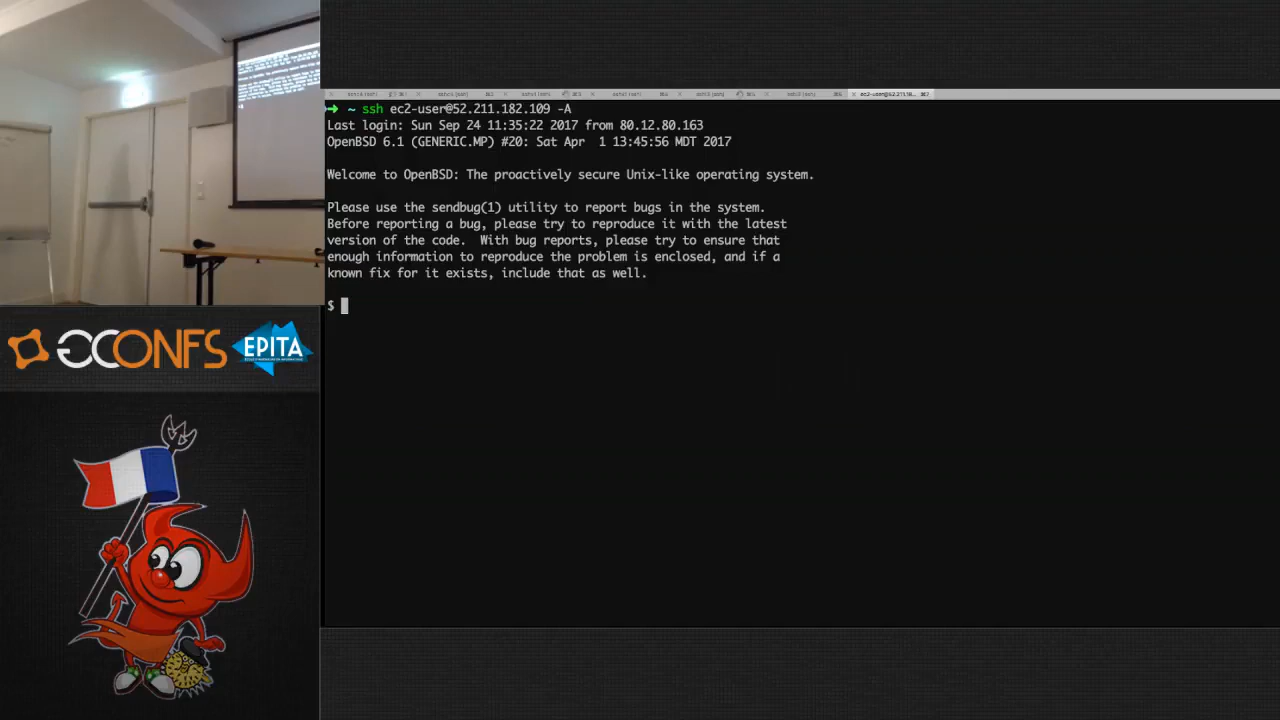 ➜ ~ ssh ec2-user@52.211.182.109 -A
Last login: Sun Sep 24 11:35:22 2017 from 80.12.80.163
OpenBSD 6.1 (GENERIC.MP) #20: Sat Apr 1 13:45:56 MDT 2017
Welcome to OpenBSD: The proactively secure Unix-like operating system.
Please use the sendbug(1) utility to report bugs in the system.
Before reporting a bug, please try to reproduce it with the latest
version of the code. With bug reports, please try to ensure that
enough information to reproduce the problem is enclosed, and if a
known fix for it exists, include that as well.
$
GCONFS
EPITA